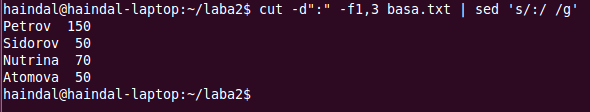 haindal@haindal-laptop:~/laba2$ cut -d":" -f1,3 basa.txt | sed 's/:/ /g'
Petrov  150
Sidorov  50
Nutrina  70
Atomova  50
haindal@haindal-laptop:~/laba2$